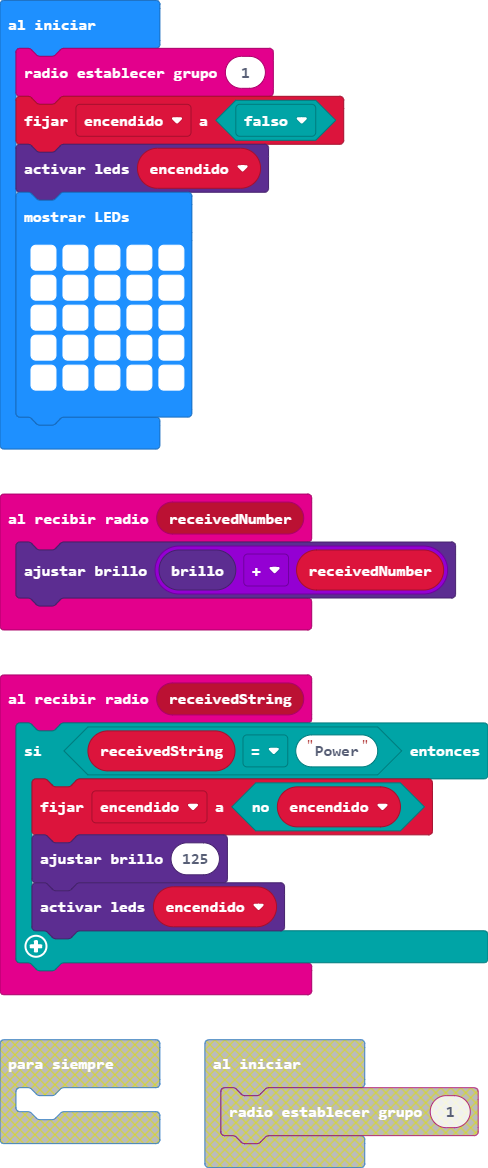 al iniciar
radio establecer grupo 1
fijar encendido a falso
activar leds encendido
mostrar LEDs
al recibir radio receivedNumber
ajustar brillo brillo + receivedNumber
al recibir radio receivedString
si receivedString = "Power" entonces
fijar encendido a no encendido
ajustar brillo 125
activar leds encendido
para siempre
al iniciar
radio establecer grupo 1